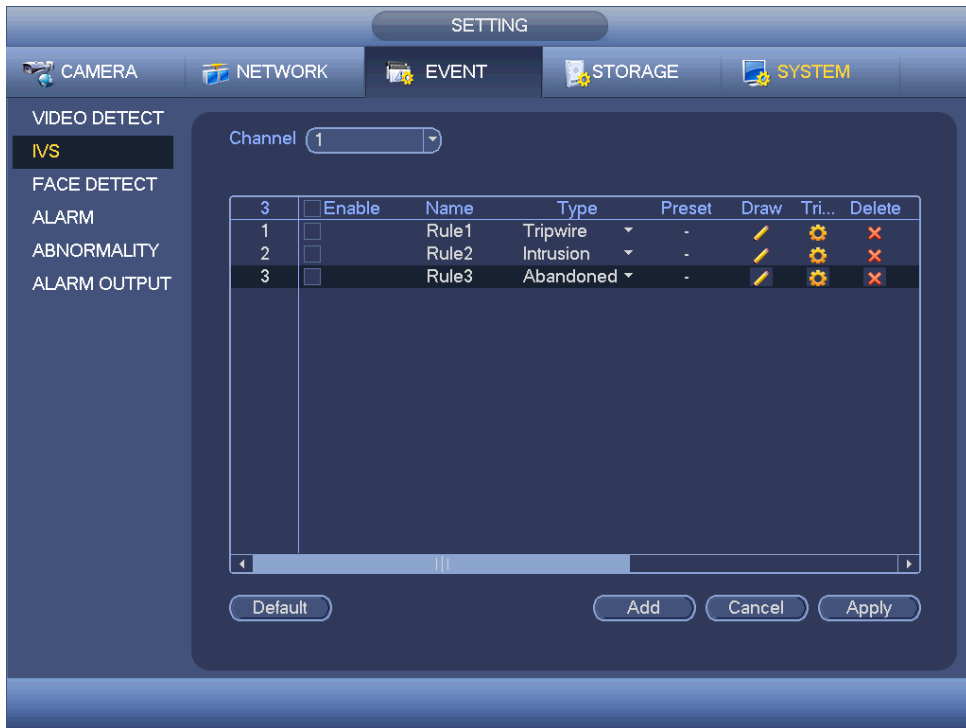 SETTING
CAMERA NETWORK EVENT STORAGE SYSTEM
VIDEO DETECT
IVS
FACE DETECT
ALARM
ABNORMALITY
ALARM OUTPUT
Channel 1
3 Enable Name Type Preset Draw Tri... Delete
1 Rule1 Tripwire -
2 Rule2 Intrusion -
3 Rule3 Abandoned -
Default Add Cancel Apply